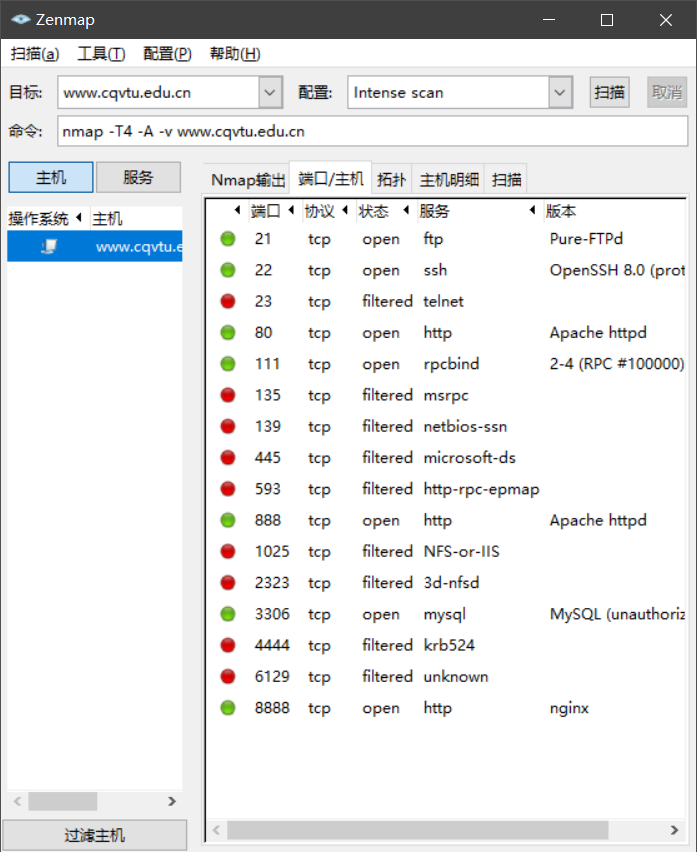 Zenmap
扫描(a) 工具(T) 配置(P) 帮助(H)
目标: www.cqvtu.edu.cn 配置: Intense scan 扫描 取消
命令: nmap -T4 -A -v www.cqvtu.edu.cn
主机 服务 Nmap输出 端口/主机 拓扑 主机明细 扫描
操作系统 主机 端口 协议 状态 服务 版本
www.cqvtu.e
21 tcp open ftp Pure-FTPd
22 tcp open ssh OpenSSH 8.0 (prot
23 tcp filtered telnet
80 tcp open http Apache httpd
111 tcp open rpcbind 2-4 (RPC #100000)
135 tcp filtered msrpc
139 tcp filtered netbios-ssn
445 tcp filtered microsoft-ds
593 tcp filtered http-rpc-epmap
888 tcp open http Apache httpd
1025 tcp filtered NFS-or-IIS
2323 tcp filtered 3d-nfsd
3306 tcp open mysql MySQL (unauthoriz
4444 tcp filtered krb524
6129 tcp filtered unknown
8888 tcp open http nginx
过滤主机